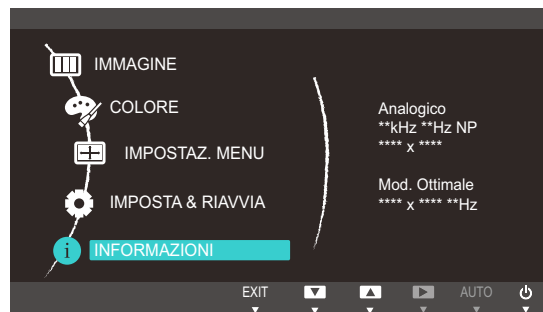 IMMAGINE
COLORE
IMPOSTAZ. MENU
IMPOSTA & RIAVVIA
INFORMAZIONI
Analogico
**kHz **Hz NP
**** x ****
Mod. Ottimale
**** x **** **Hz
EXIT AUTO